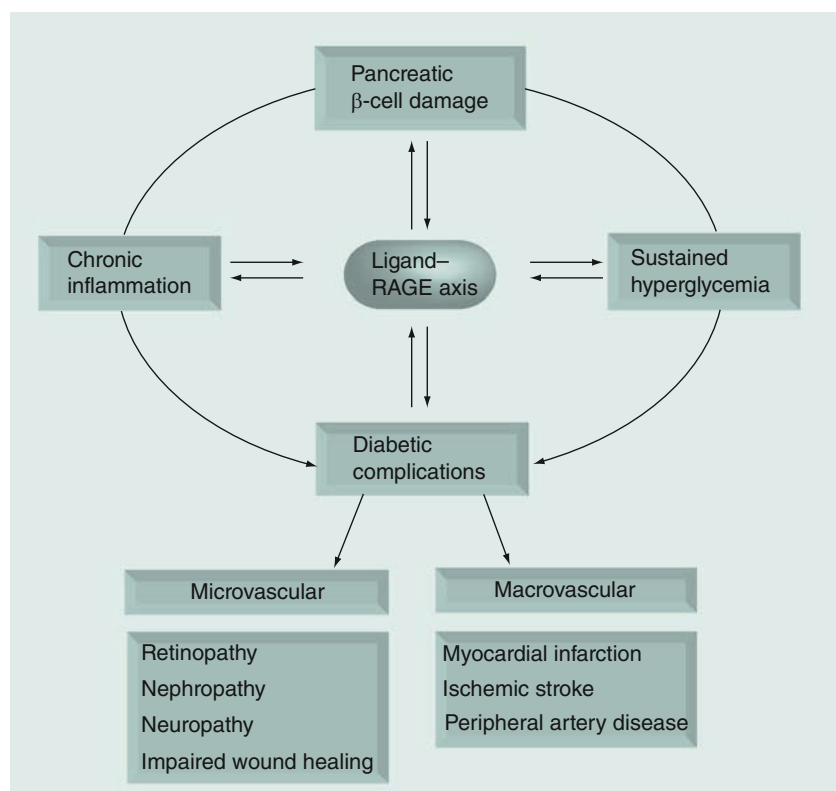 Pancreatic
β-cell damage
Chronic
inflammation
Ligand–
RAGE axis
Sustained
hyperglycemia
Diabetic
complications
Microvascular
Macrovascular
Retinopathy
Nephropathy
Neuropathy
Impaired wound healing
Myocardial infarction
Ischemic stroke
Peripheral artery disease